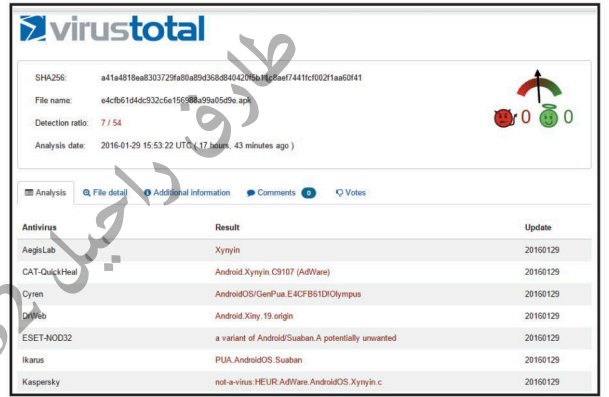 virustotal
SHA256: a41a4818ea8303729fa80a89d368d840420f5b11c8aef7441fcf002f1aa60f41
File name: e4cfb61d4dc932c6e156988a99a05d9e.apk
Detection ratio: 7 / 54
Analysis date: 2016-01-29 15:53:22 UTC ( 17 hours, 43 minutes ago )
0 0
Analysis File detail Additional information Comments 0 Votes
Antivirus Result Update
AegisLab Xynyin 20160129
CAT-QuickHeal Android.Xynyin.C9107 (AdWare) 20160129
Cyren AndroidOS/GenPua.E4CFB61D!Olympus 20160129
DrWeb Android.Xiny.19.origin 20160129
ESET-NOD32 a variant of Android/Suaban.A potentially unwanted 20160129
Ikarus PUA.AndroidOS.Suaban 20160129
Kaspersky not-a-virus:HEUR:AdWare.AndroidOS.Xynyin.c 20160129
طارق راحيل